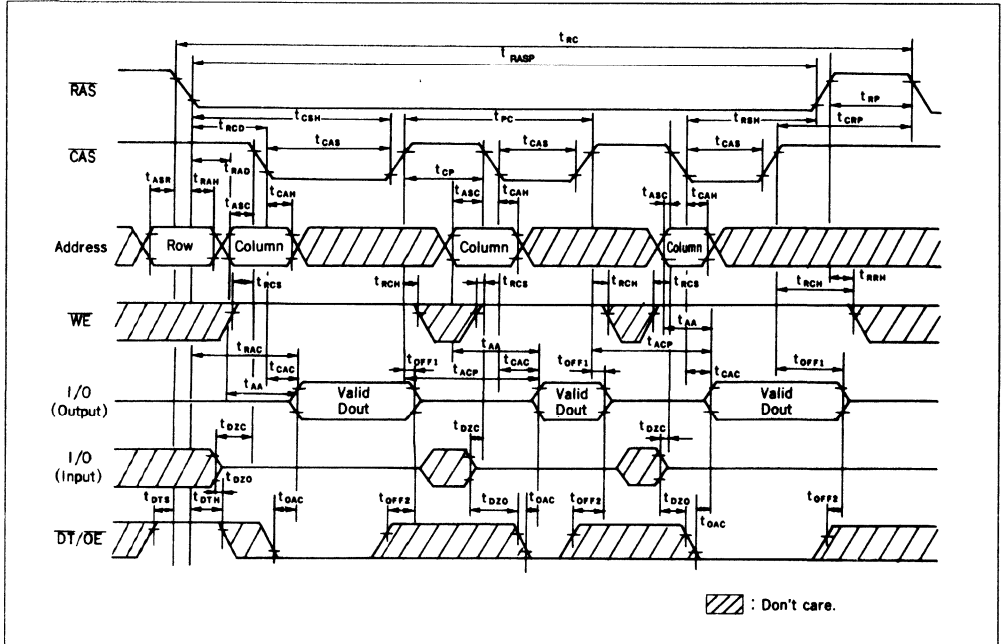 tRC
tRASP
RAS
tCSH tPC tRSH tRP
tRCD tCRP
tCAS tCAS tCAS
CAS
tRAD tCP
tASR tRAH tCAH tASC tCAH tASC tCAH
tASC
Address Row Column Column Column
tRCS tRCH tRCS tRCH tRCS tRCH tRRH
WE
tAA
tRAC tAA tACP
tOFF1 tOFF1 tOFF1
tCAC tCAC tCAC
tACP
tAA
I/O (Output) Valid Dout Valid Dout Valid Dout
tDZC tDZC tDZC
I/O (Input)
tDZO
tDTS tDTH tOAC tOFF2 tDZO tOAC tOFF2 tDZO tOAC tOFF2
DT/OE
: Don't care.